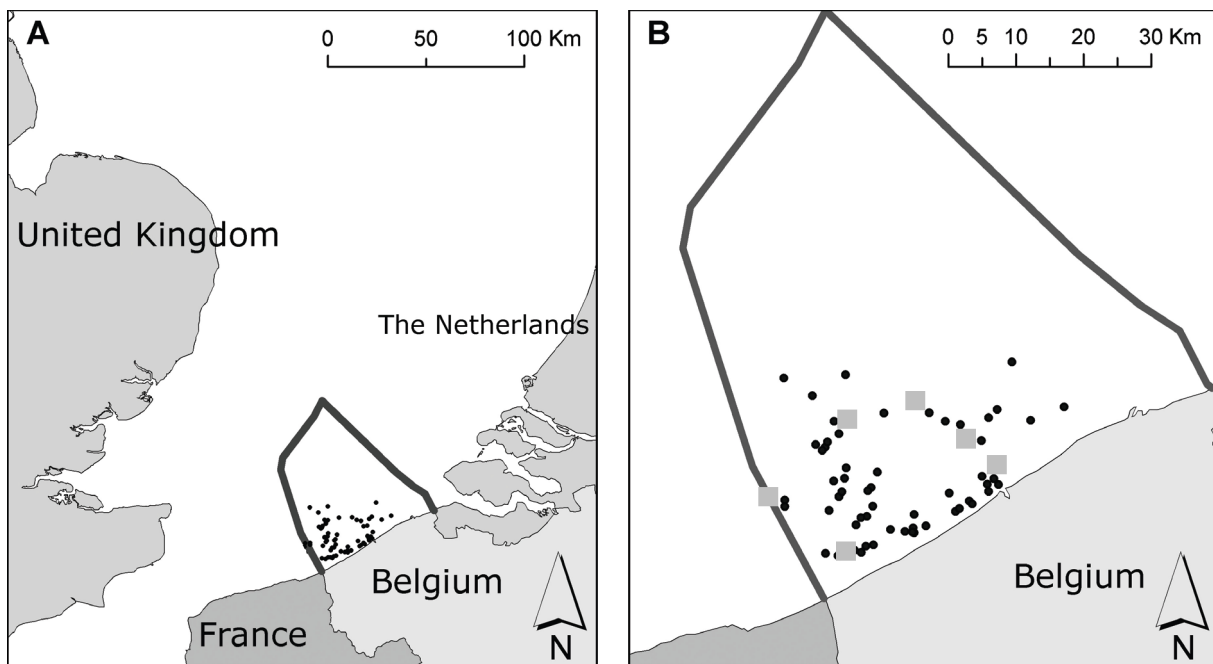 A
0 50 100 Km
United Kingdom
The Netherlands
Belgium
France
N
B
0 5 10 20 30 Km
Belgium
N